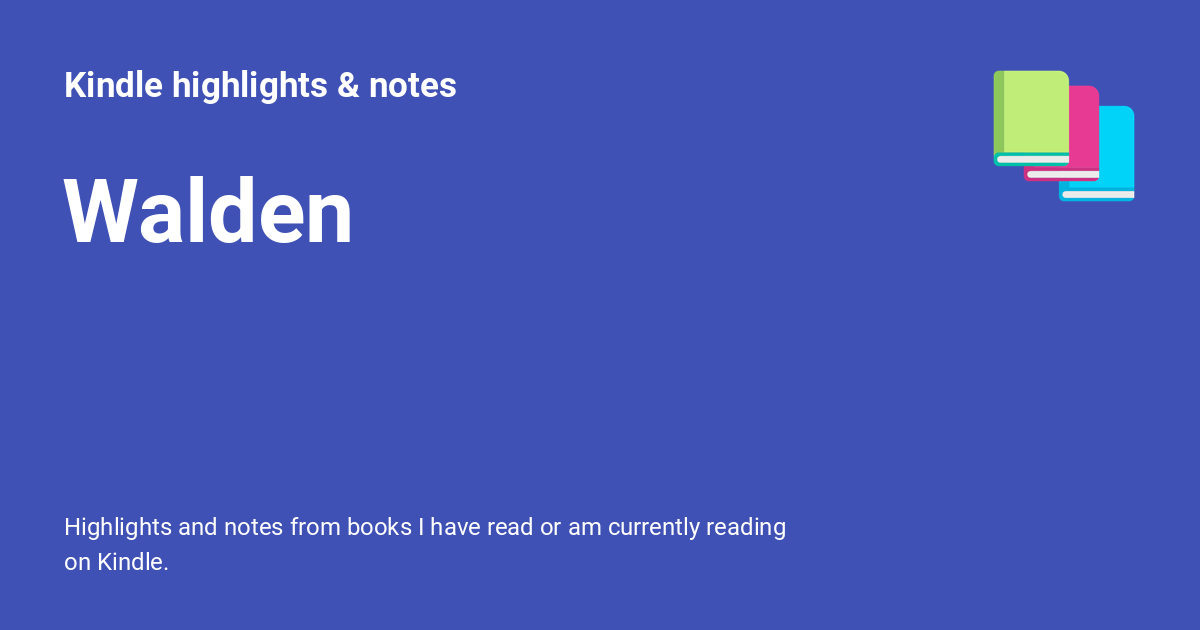 Kindle highlights & notes
Walden
Highlights and notes from books I have read or am currently reading
on Kindle.